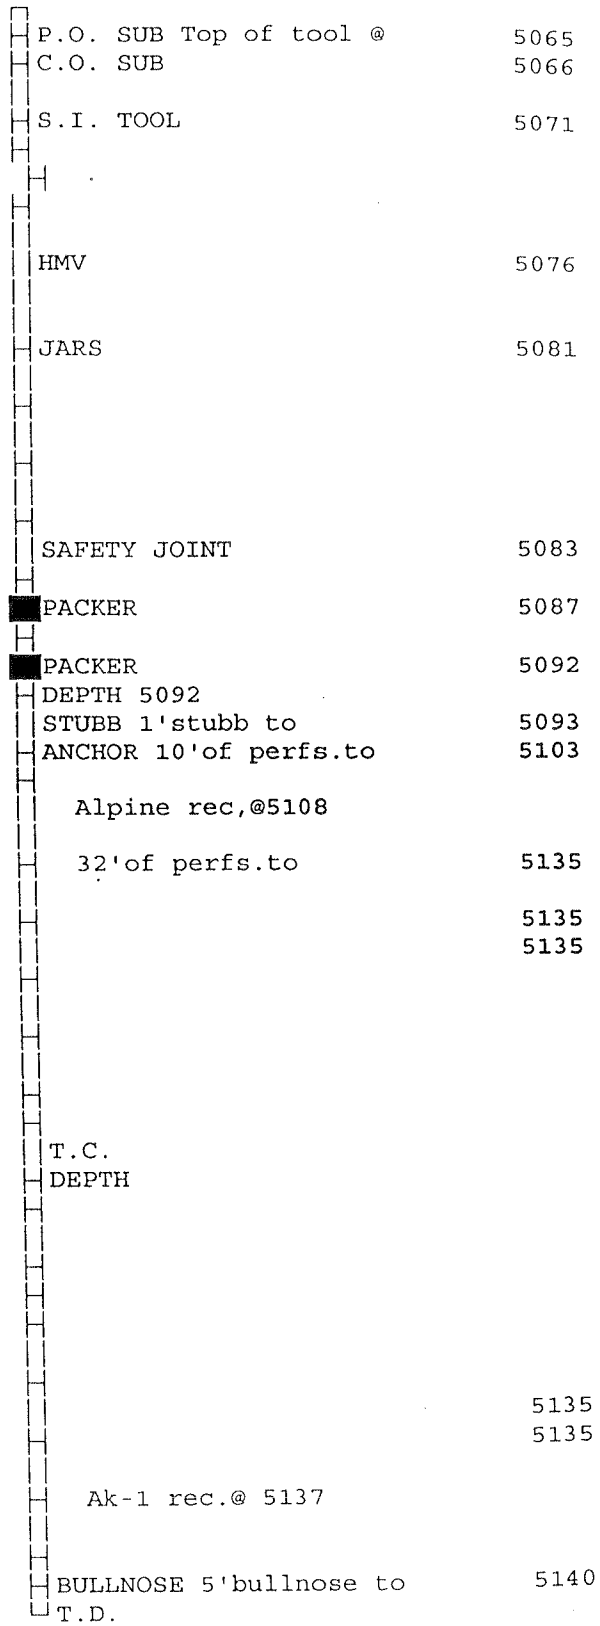 P.O. SUB Top of tool @ 5065
C.O. SUB 5066
S.I. TOOL 5071
HMV 5076
JARS 5081
SAFETY JOINT 5083
PACKER 5087
PACKER 5092
DEPTH 5092
STUBB 1'stubb to 5093
ANCHOR 10'of perfs.to 5103
Alpine rec,@5108
32'of perfs.to 5135
5135
5135
T.C.
DEPTH
5135
5135
Ak-1 rec.@ 5137
BULLNOSE 5'bullnose to 5140
T.D.